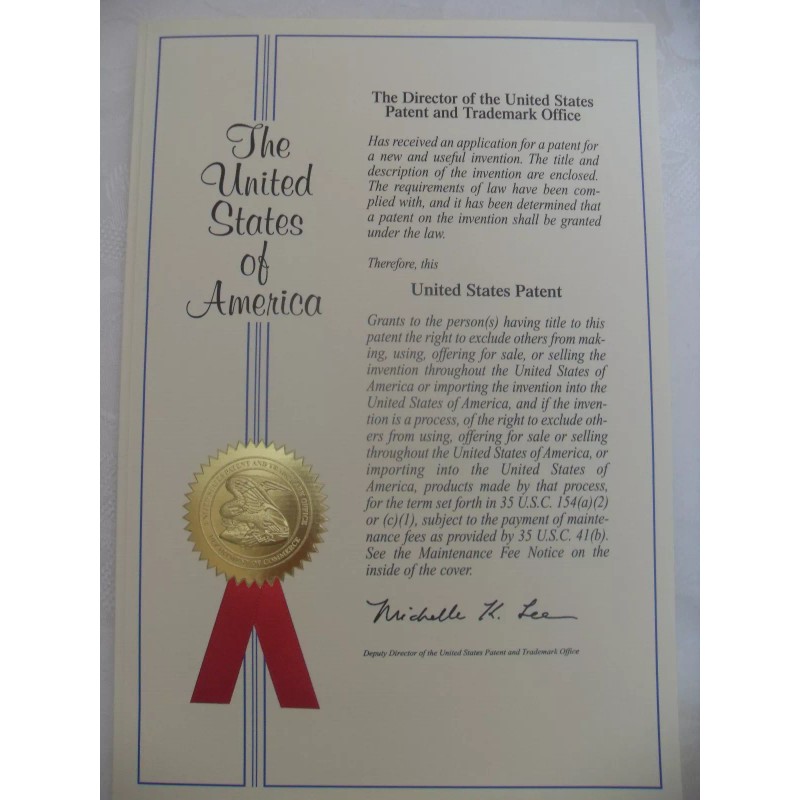 The
United
States
of
America
The Director of the United States
Patent and Trademark Office
Has received an application for a patent for
a new and useful invention. The title and
description of the invention are enclosed.
The requirements of law have been com-
plied with, and it has been determined that
a patent on the invention shall be granted
under the law.
Therefore, this
United States Patent
Grants to the person(s) having title to this
patent the right to exclude others from mak-
ing, using, offering for sale, or selling the
invention throughout the United States of
America or importing the invention into the
United States of America, and if the inven-
tion is a process, of the right to exclude oth-
ers from using, offering for sale or selling
throughout the United States of America, or
importing into the United States of
America, products made by that process,
for the term set forth in 35 U.S.C. 154(a)(2)
or (c)(1), subject to the payment of mainte-
nance fees as provided by 35 U.S.C. 41(b).
See the Maintenance Fee Notice on the
inside of the cover.
Michelle K. Lee
Deputy Director of the United States Patent and Trademark Office
PATENT AND TRADEMARK OFFICE
COMMERCE